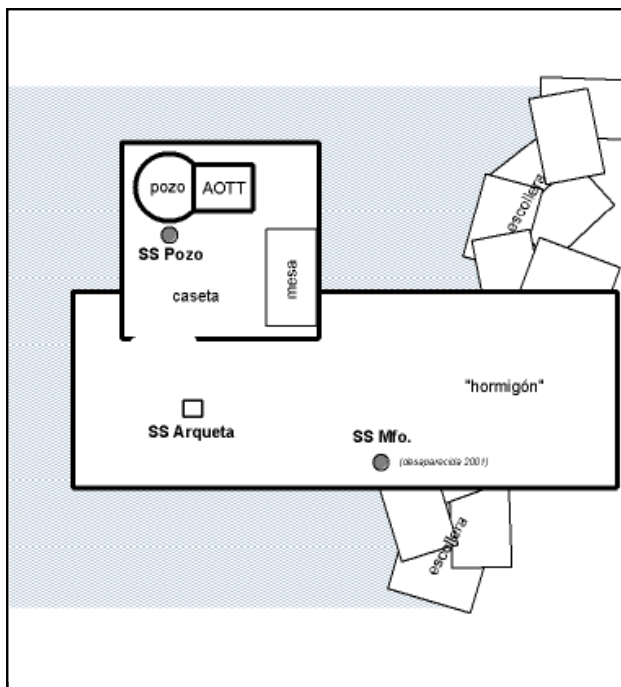 pozo
AOTT
SS Pozo
caseta
mesa
escollera
"hormigón"
SS Arqueta
SS Mfo.
(desaparecida 2001)
escollera